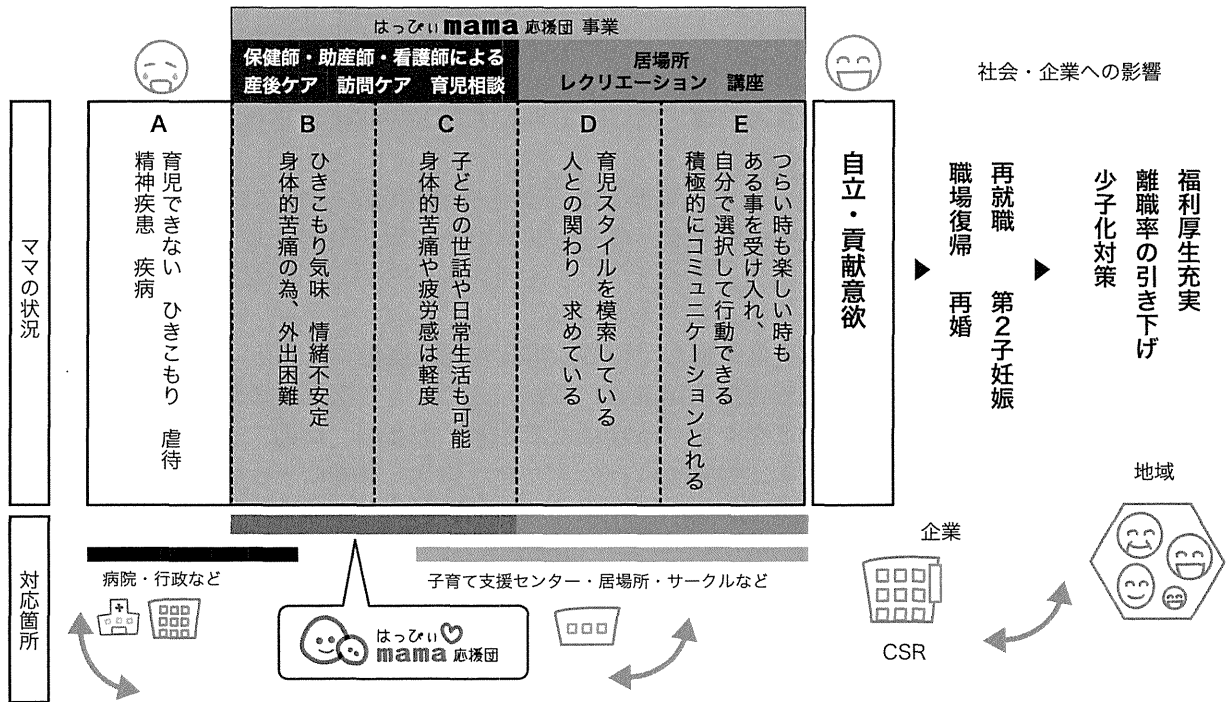 はっぴぃmama応援団 事業
保健師・助産師・看護師による
産後ケア 訪問ケア 育児相談
居場所
レクリエーション 講座
社会・企業への影響
ママの状況
A
育児できない ひきこもり 虐待
精神疾患 疾病
B
ひきこもり気味 情緒不安定
身体的苦痛の為、外出困難
C
子どもの世話や日常生活も可能
身体的苦痛や疲労感は軽度
D
育児スタイルを模索している
人との関わり 求めている
E
つらい時も楽しい時も
ある事を受け入れ、
自分で選択して行動できる
積極的にコミュニケーションとれる
自立・貢献意欲
再就職 第2子妊娠
職場復帰 再婚
福利厚生充実
離職率の引き下げ
少子化対策
対応箇所
病院・行政など
はっぴぃ
mama応援団
子育て支援センター・居場所・サークルなど
企業
CSR
地域